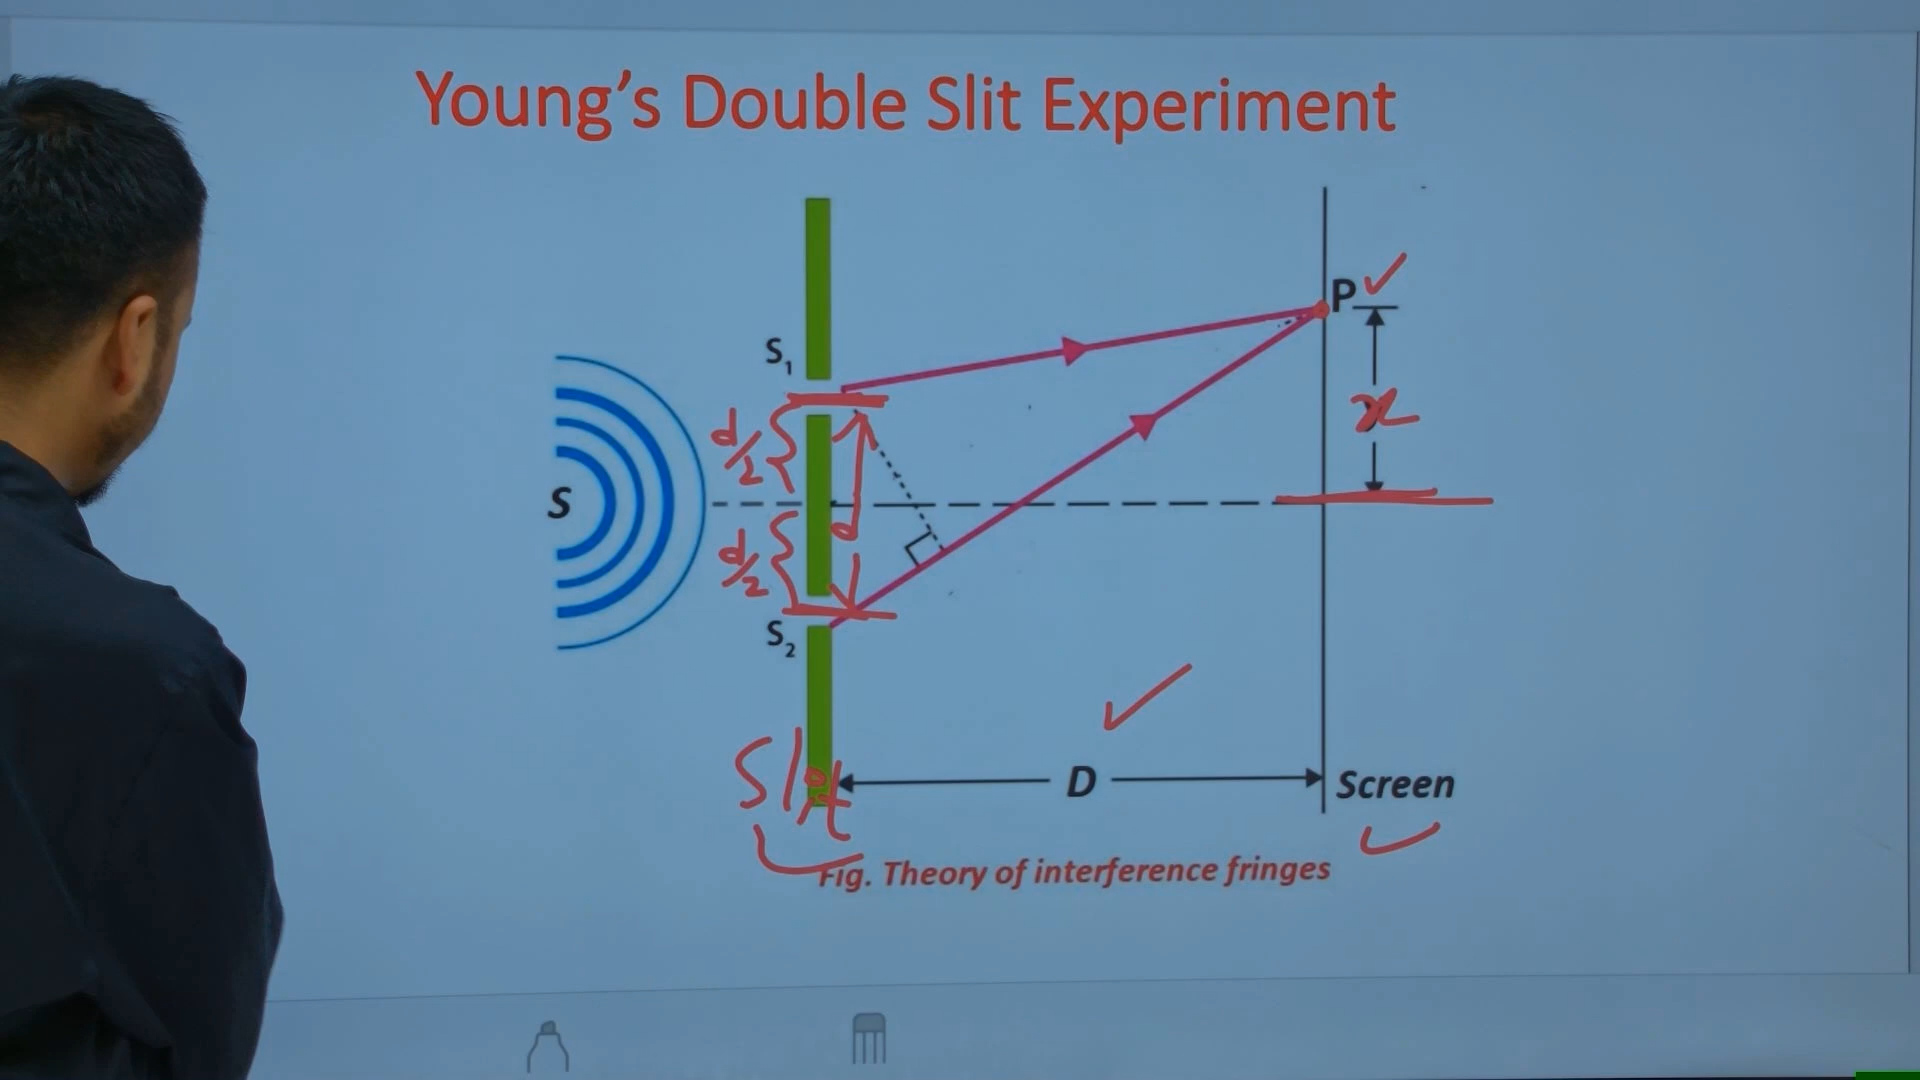 Young's Double Slit Experiment
P
S1
x
d/2
d
S
d/2
S2
Slit
D
Screen
Fig. Theory of interference fringes